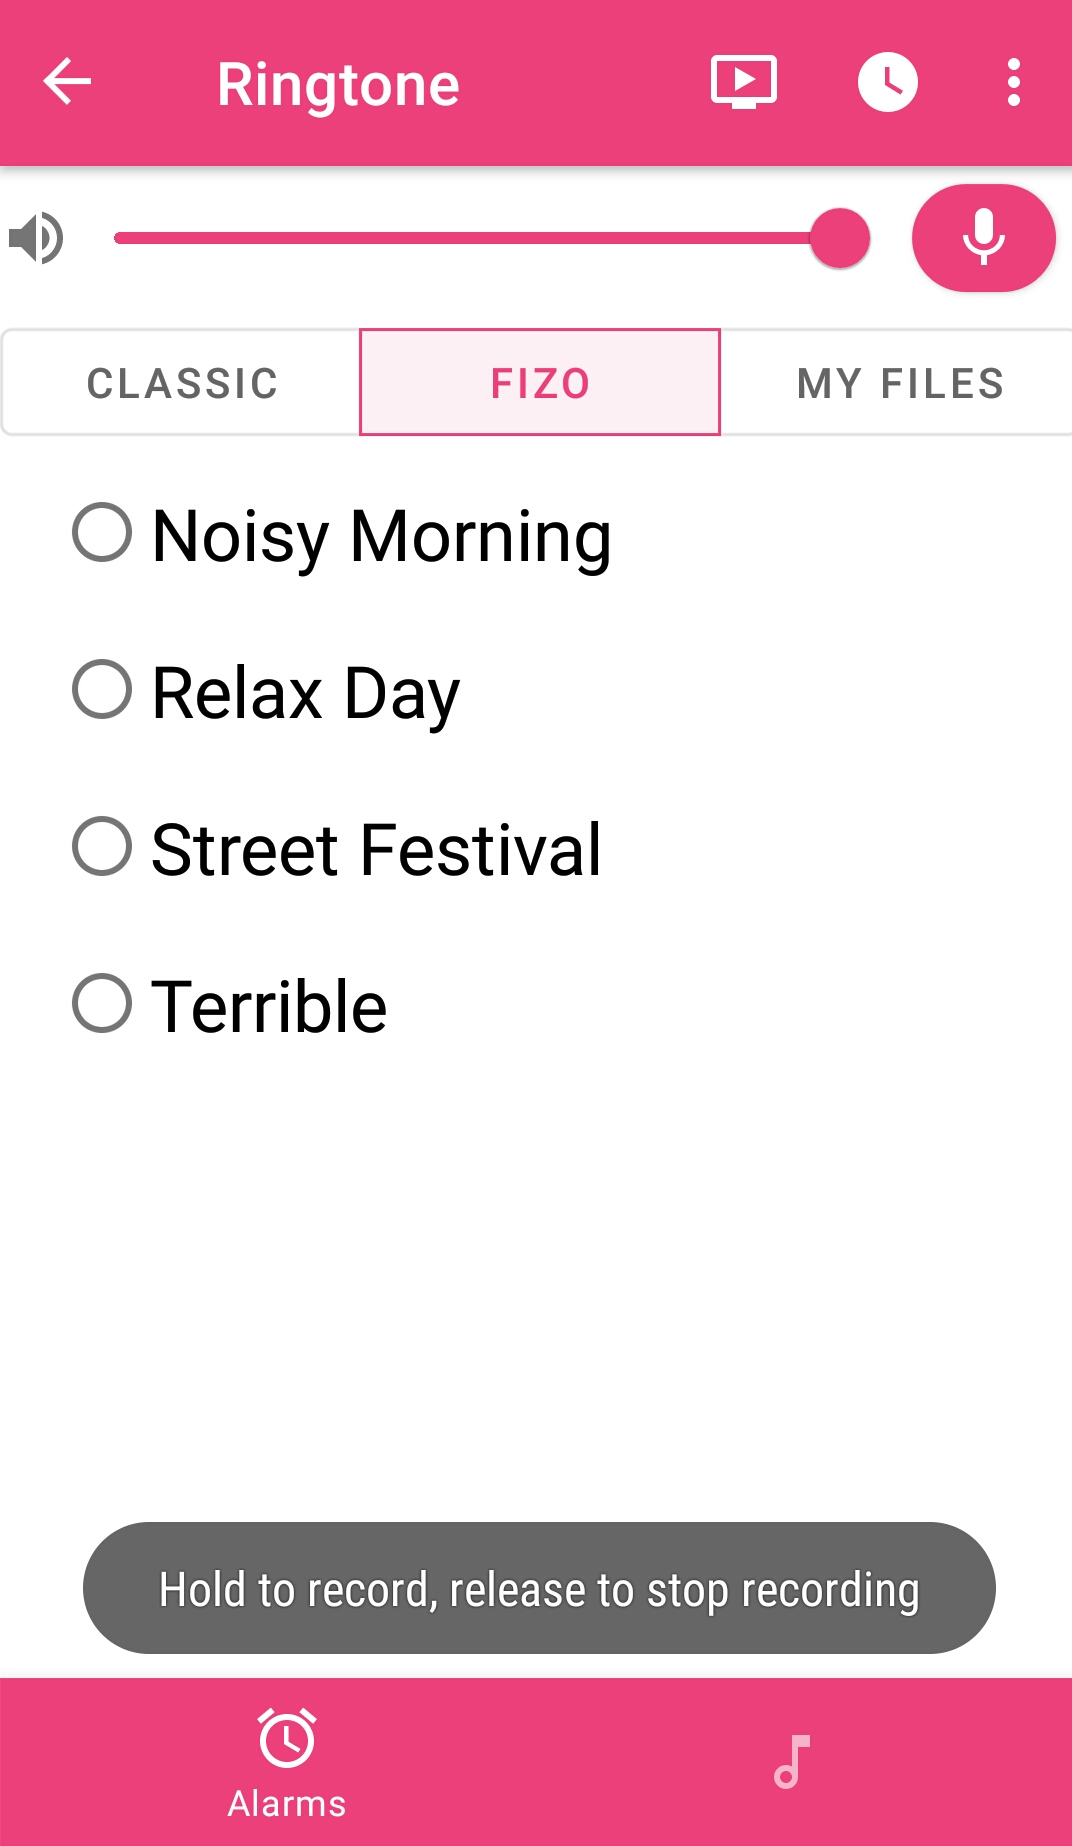 Ringtone
CLASSIC
FIZO
MY FILES
Noisy Morning
Relax Day
Street Festival
Terrible
Hold to record, release to stop recording
Alarms